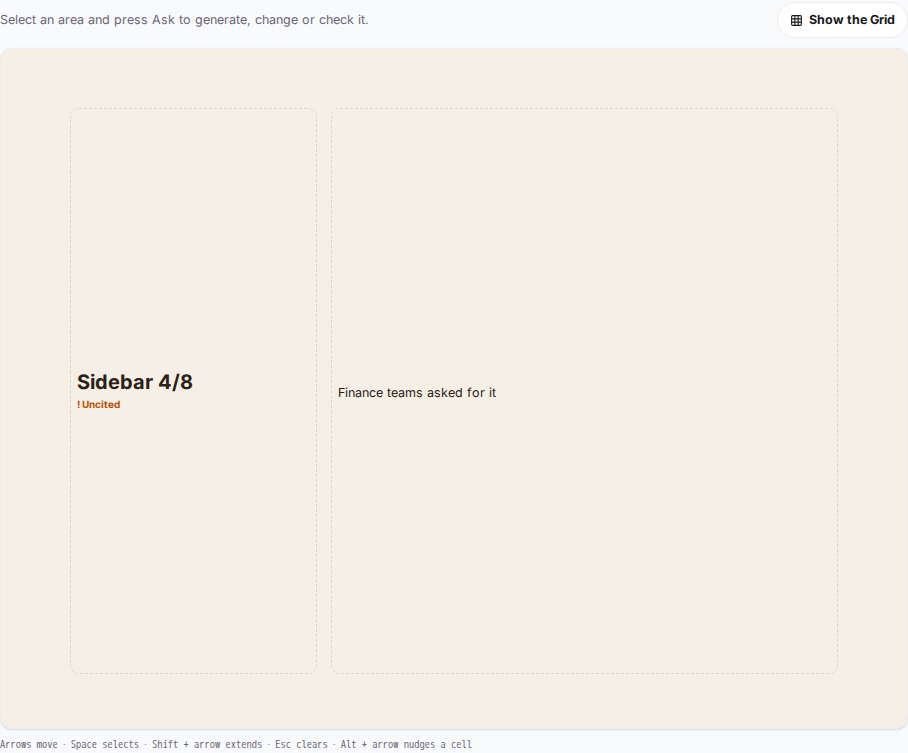 Select an area and press Ask to generate, change or check it.
Show the Grid
Sidebar 4/8
! Uncited
Finance teams asked for it
Arrows move · Space selects · Shift + arrow extends · Esc clears · Alt + arrow nudges a cell